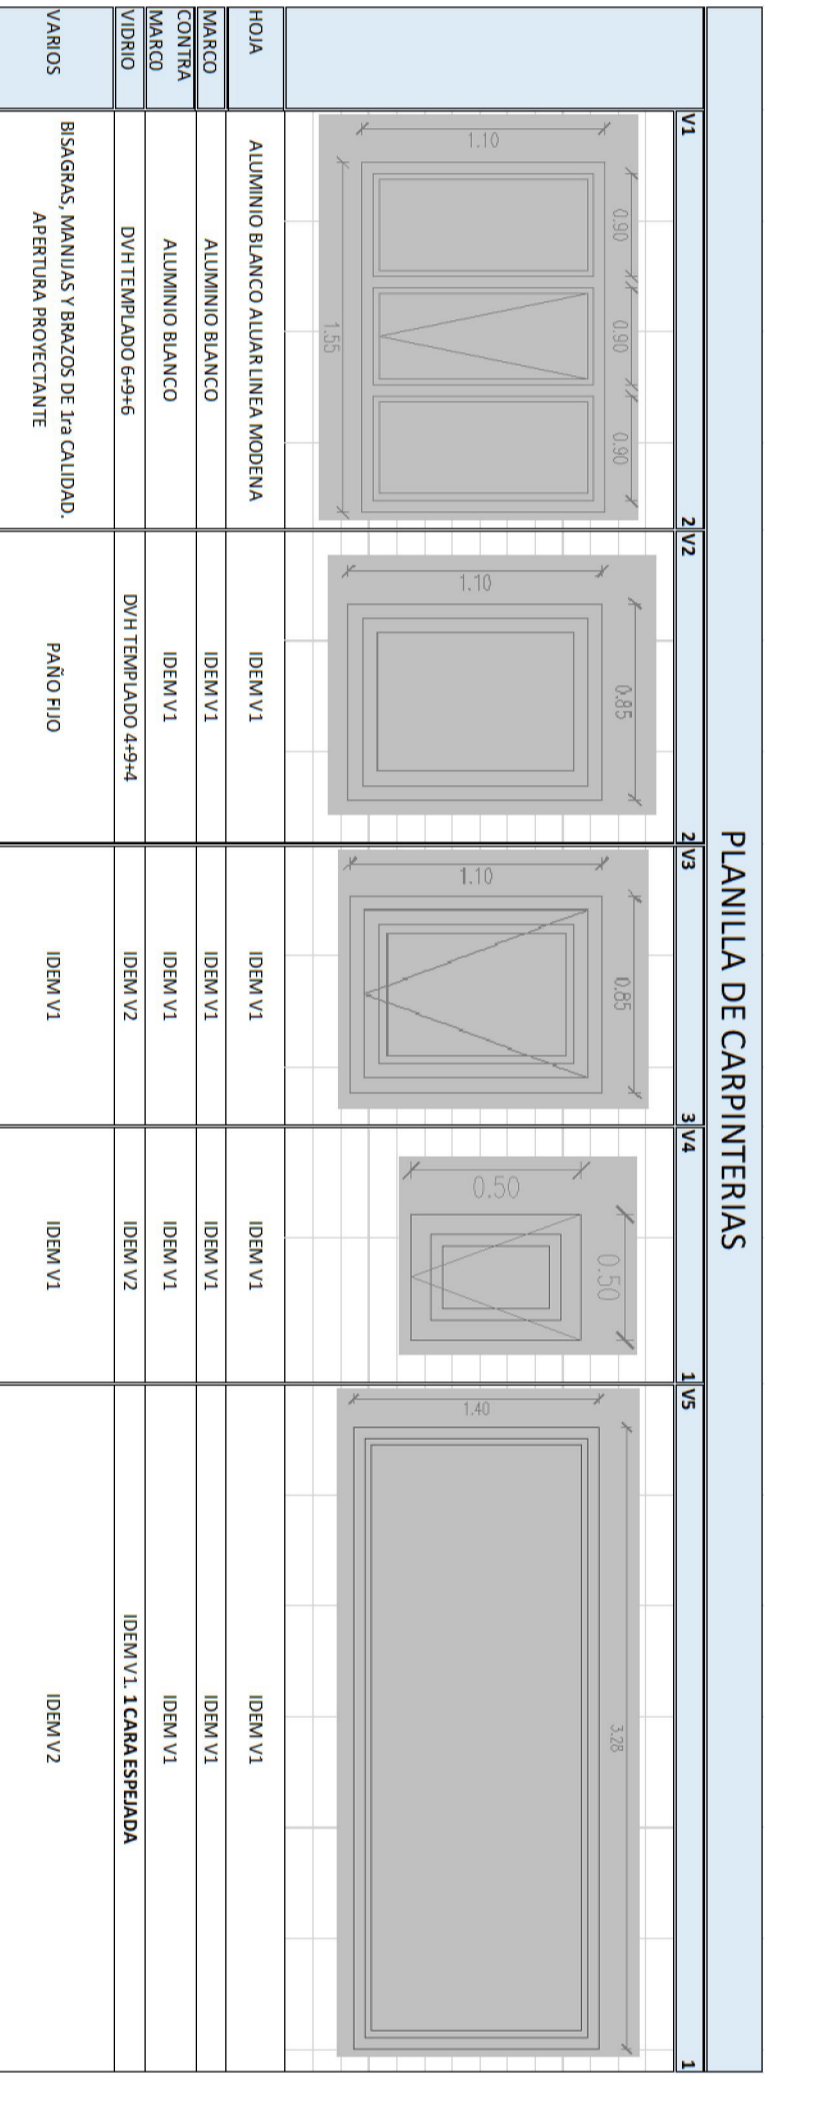 PLANILLA DE CARPINTERIAS
V1 2 V2 2 V3 3 V4 1 V5 1
1.10
0.90 0.90 0.90
1.55
1.10
0.85
1.10
0.85
0.50
0.50
1.40
3.28
HOJA ALUMINIO BLANCO ALUAR LINEA MODENA IDEM V1 IDEM V1 IDEM V1 IDEM V1
MARCO ALUMINIO BLANCO IDEM V1 IDEM V1 IDEM V1 IDEM V1
CONTRA
MARC0 ALUMINIO BLANCO IDEM V1 IDEM V1 IDEM V1 IDEM V1
VIDRIO DVH TEMPLADO 6+9+6 DVH TEMPLADO 4+9+4 IDEM V2 IDEM V2 IDEM V1. 1 CARA ESPEJADA
VARIOS BISAGRAS, MANIJAS Y BRAZOS DE 1ra CALIDAD.
APERTURA PROYECTANTE PAÑO FIJO IDEM V1 IDEM V1 IDEM V2